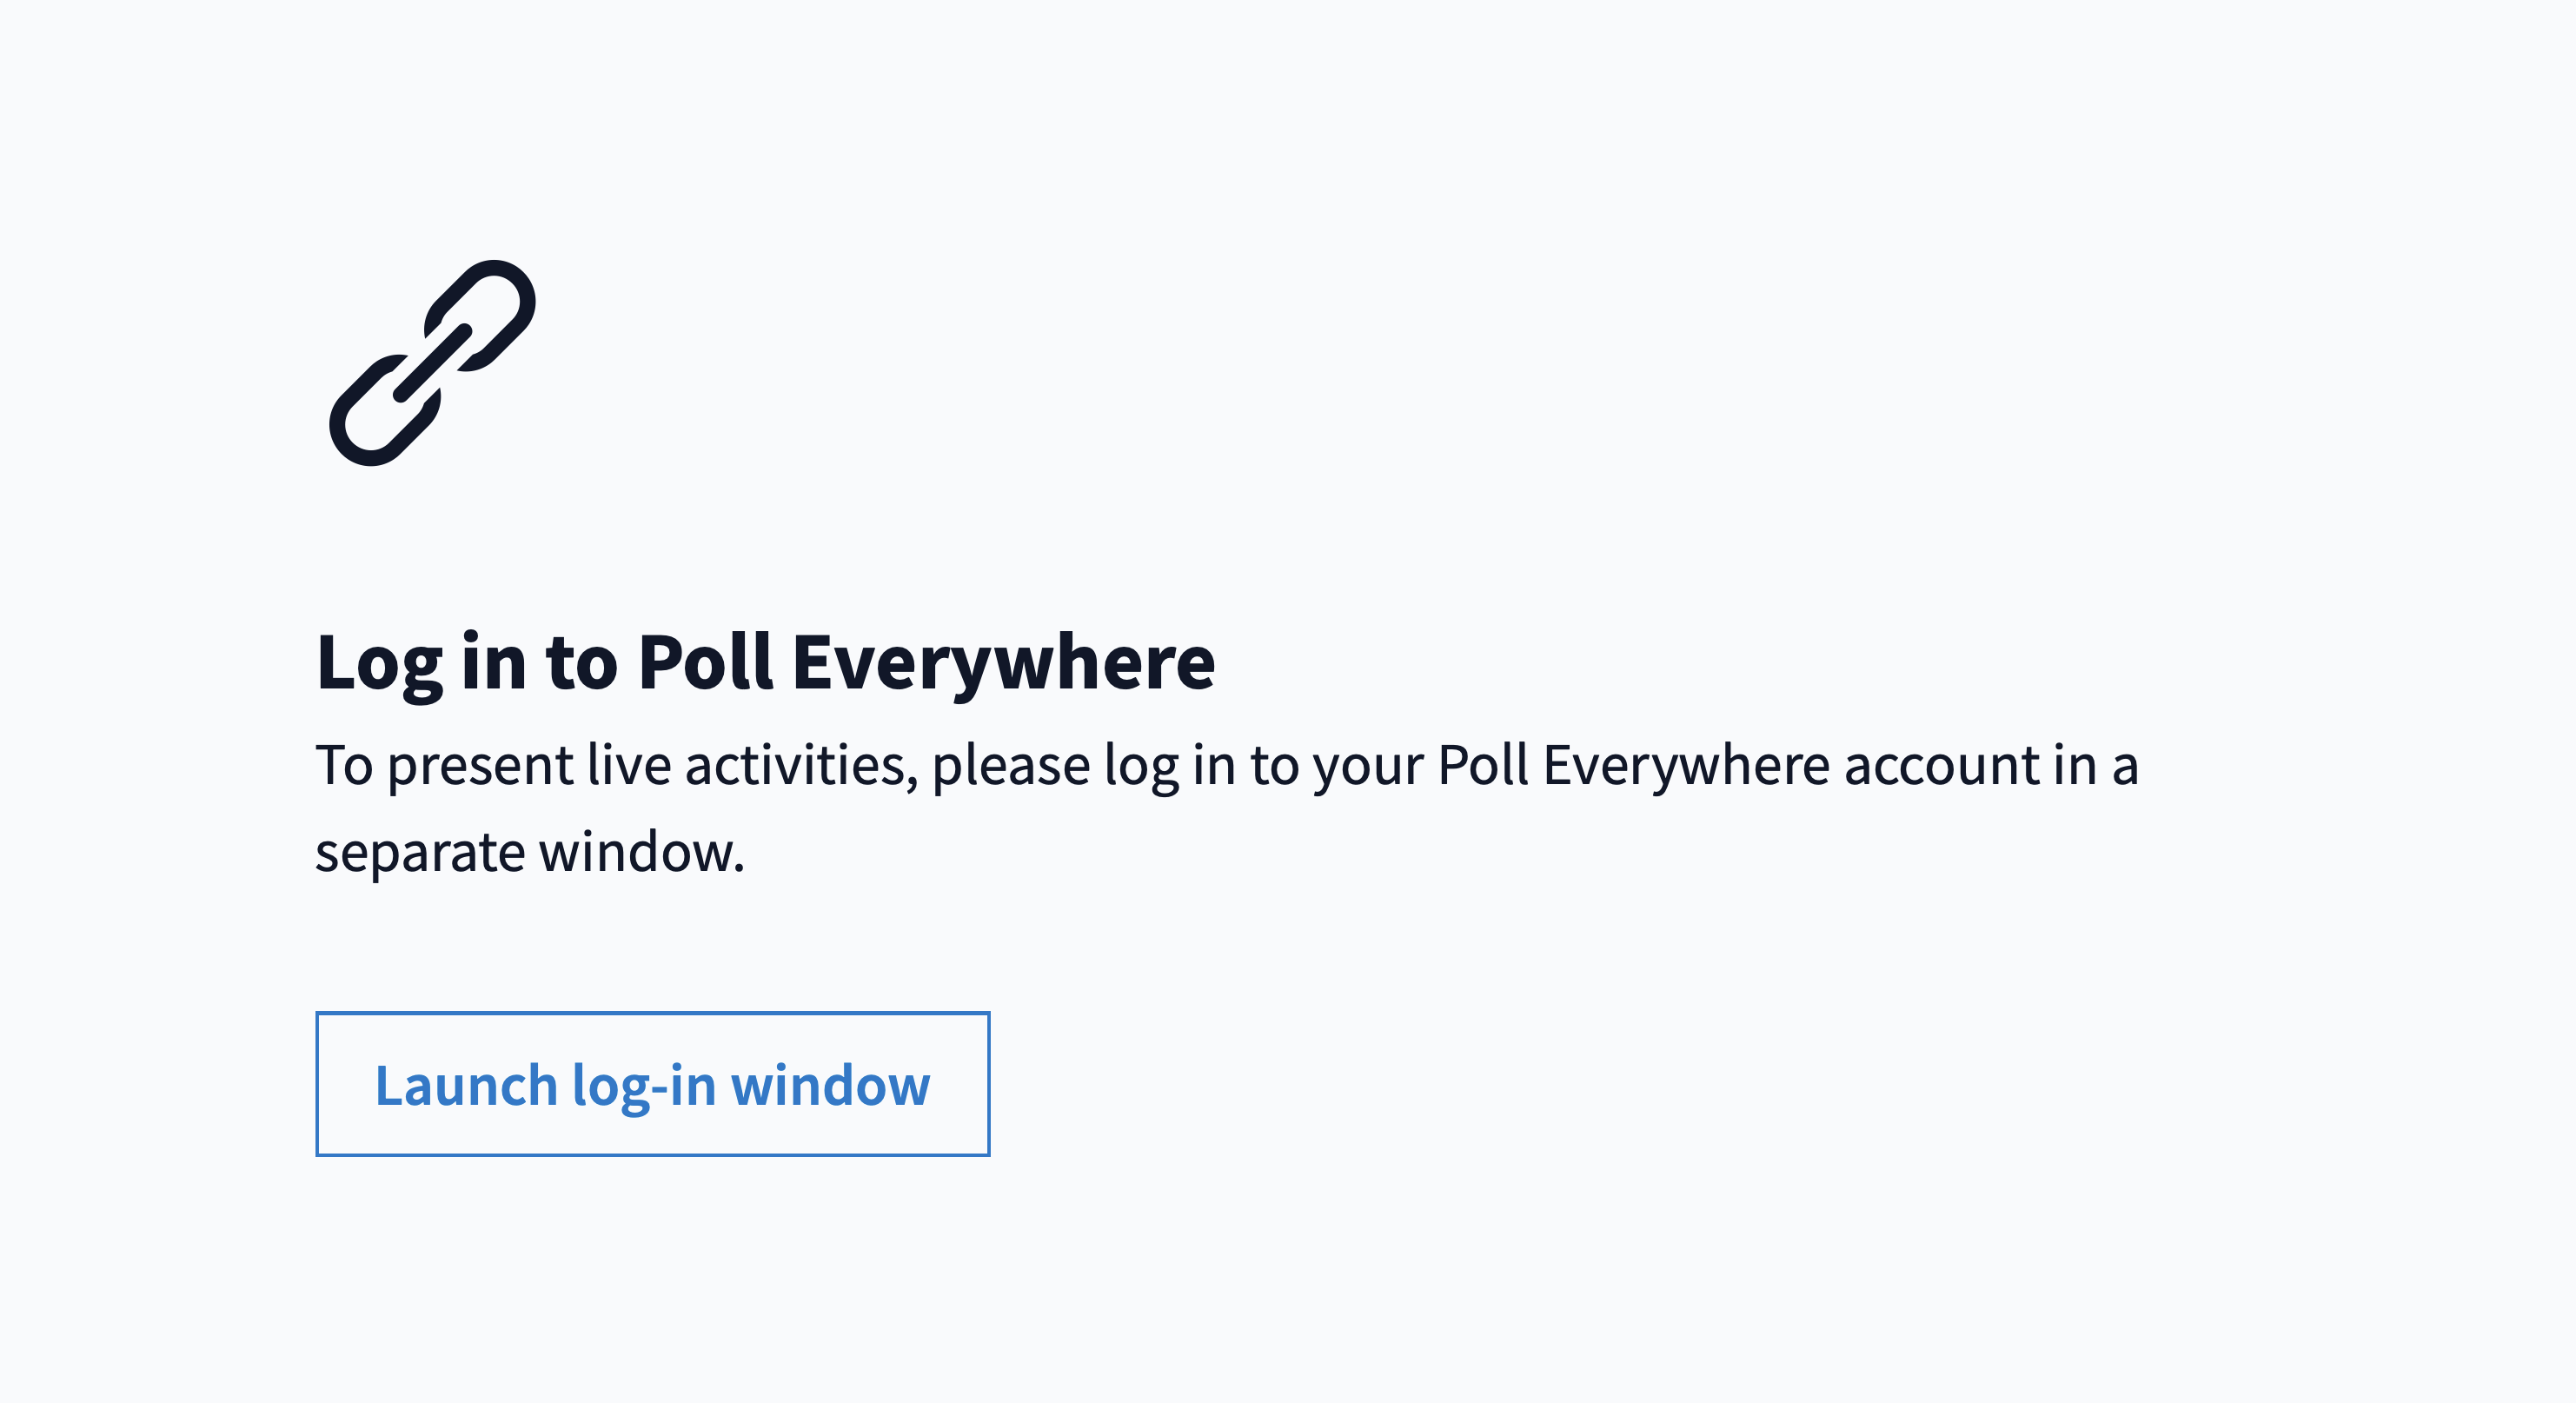 Log in to Poll Everywhere
To present live activities, please log in to your Poll Everywhere account in a
separate window.
Launch log-in window